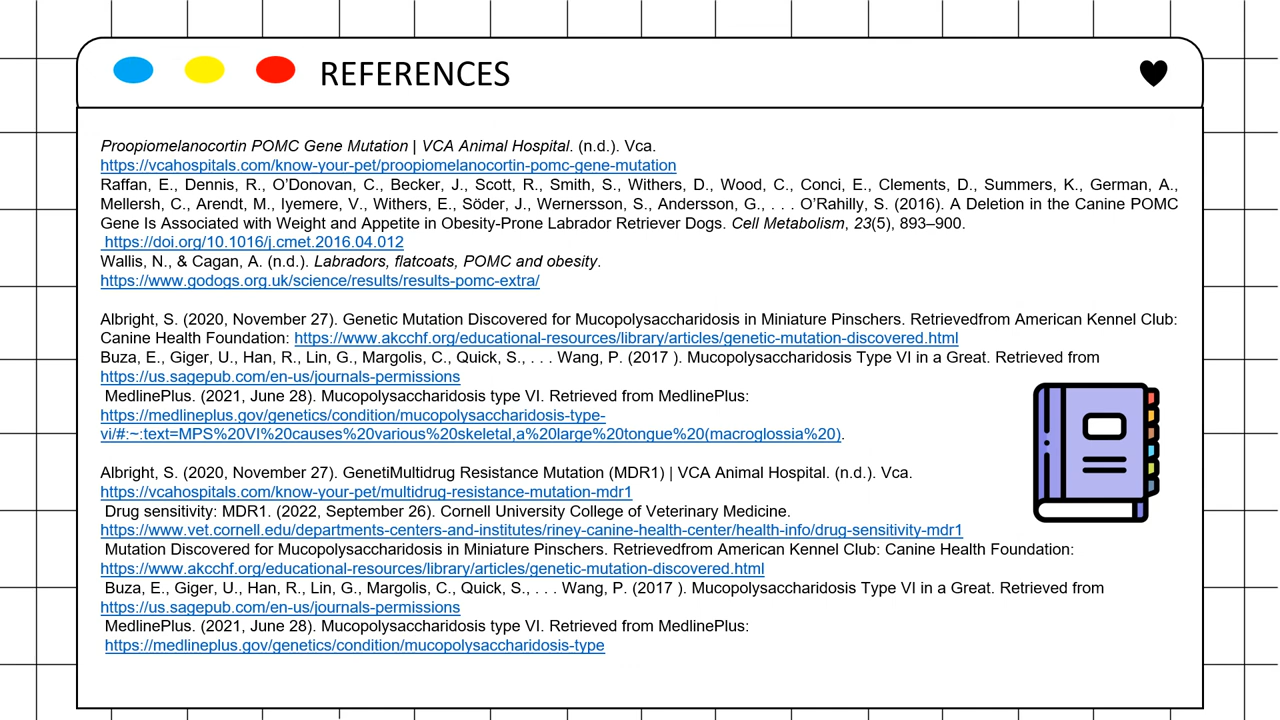 REFERENCES
Proopiomelanocortin POMC Gene Mutation | VCA Animal Hospital. (n.d.). Vca.
https://vcahospitals.com/know-your-pet/proopiomelanocortin-pomc-gene-mutation
Raffan, E., Dennis, R., O'Donovan, C., Becker, J., Scott, R., Smith, S., Withers, D., Wood, C., Conci, E., Clements, D., Summers, K., German, A.,
Mellersh, C., Arendt, M., Iyemere, V., Withers, E., Söder, J., Wernersson, S., Andersson, G., . . . O'Rahilly, S. (2016). A Deletion in the Canine POMC
Gene Is Associated with Weight and Appetite in Obesity-Prone Labrador Retriever Dogs. Cell Metabolism, 23(5), 893–900.
https://doi.org/10.1016/j.cmet.2016.04.012
Wallis, N., & Cagan, A. (n.d.). Labradors, flatcoats, POMC and obesity.
https://www.godogs.org.uk/science/results/results-pomc-extra/
Albright, S. (2020, November 27). Genetic Mutation Discovered for Mucopolysaccharidosis in Miniature Pinschers. Retrievedfrom American Kennel Club:
Canine Health Foundation: https://www.akcchf.org/educational-resources/library/articles/genetic-mutation-discovered.html
Buza, E., Giger, U., Han, R., Lin, G., Margolis, C., Quick, S., . . . Wang, P. (2017 ). Mucopolysaccharidosis Type VI in a Great. Retrieved from
https://us.sagepub.com/en-us/journals-permissions
MedlinePlus. (2021, June 28). Mucopolysaccharidosis type VI. Retrieved from MedlinePlus:
https://medlineplus.gov/genetics/condition/mucopolysaccharidosis-type-
vi/#:~:text=MPS%20VI%20causes%20various%20skeletal,a%20large%20tongue%20(macroglossia%20).
Albright, S. (2020, November 27). GenetiMultidrug Resistance Mutation (MDR1) | VCA Animal Hospital. (n.d.). Vca.
https://vcahospitals.com/know-your-pet/multidrug-resistance-mutation-mdr1
Drug sensitivity: MDR1. (2022, September 26). Cornell University College of Veterinary Medicine.
https://www.vet.cornell.edu/departments-centers-and-institutes/riney-canine-health-center/health-info/drug-sensitivity-mdr1
Mutation Discovered for Mucopolysaccharidosis in Miniature Pinschers. Retrievedfrom American Kennel Club: Canine Health Foundation:
https://www.akcchf.org/educational-resources/library/articles/genetic-mutation-discovered.html
Buza, E., Giger, U., Han, R., Lin, G., Margolis, C., Quick, S., . . . Wang, P. (2017 ). Mucopolysaccharidosis Type VI in a Great. Retrieved from
https://us.sagepub.com/en-us/journals-permissions
MedlinePlus. (2021, June 28). Mucopolysaccharidosis type VI. Retrieved from MedlinePlus:
https://medlineplus.gov/genetics/condition/mucopolysaccharidosis-type